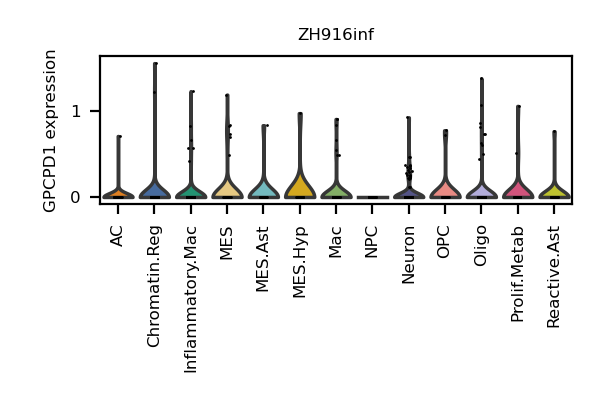 ZH916inf
GPCPD1 expression
1
0
AC
Chromatin.Reg
Inflammatory.Mac
MES
MES.Ast
MES.Hyp
Mac
NPC
Neuron
OPC
Oligo
Prolif.Metab
Reactive.Ast